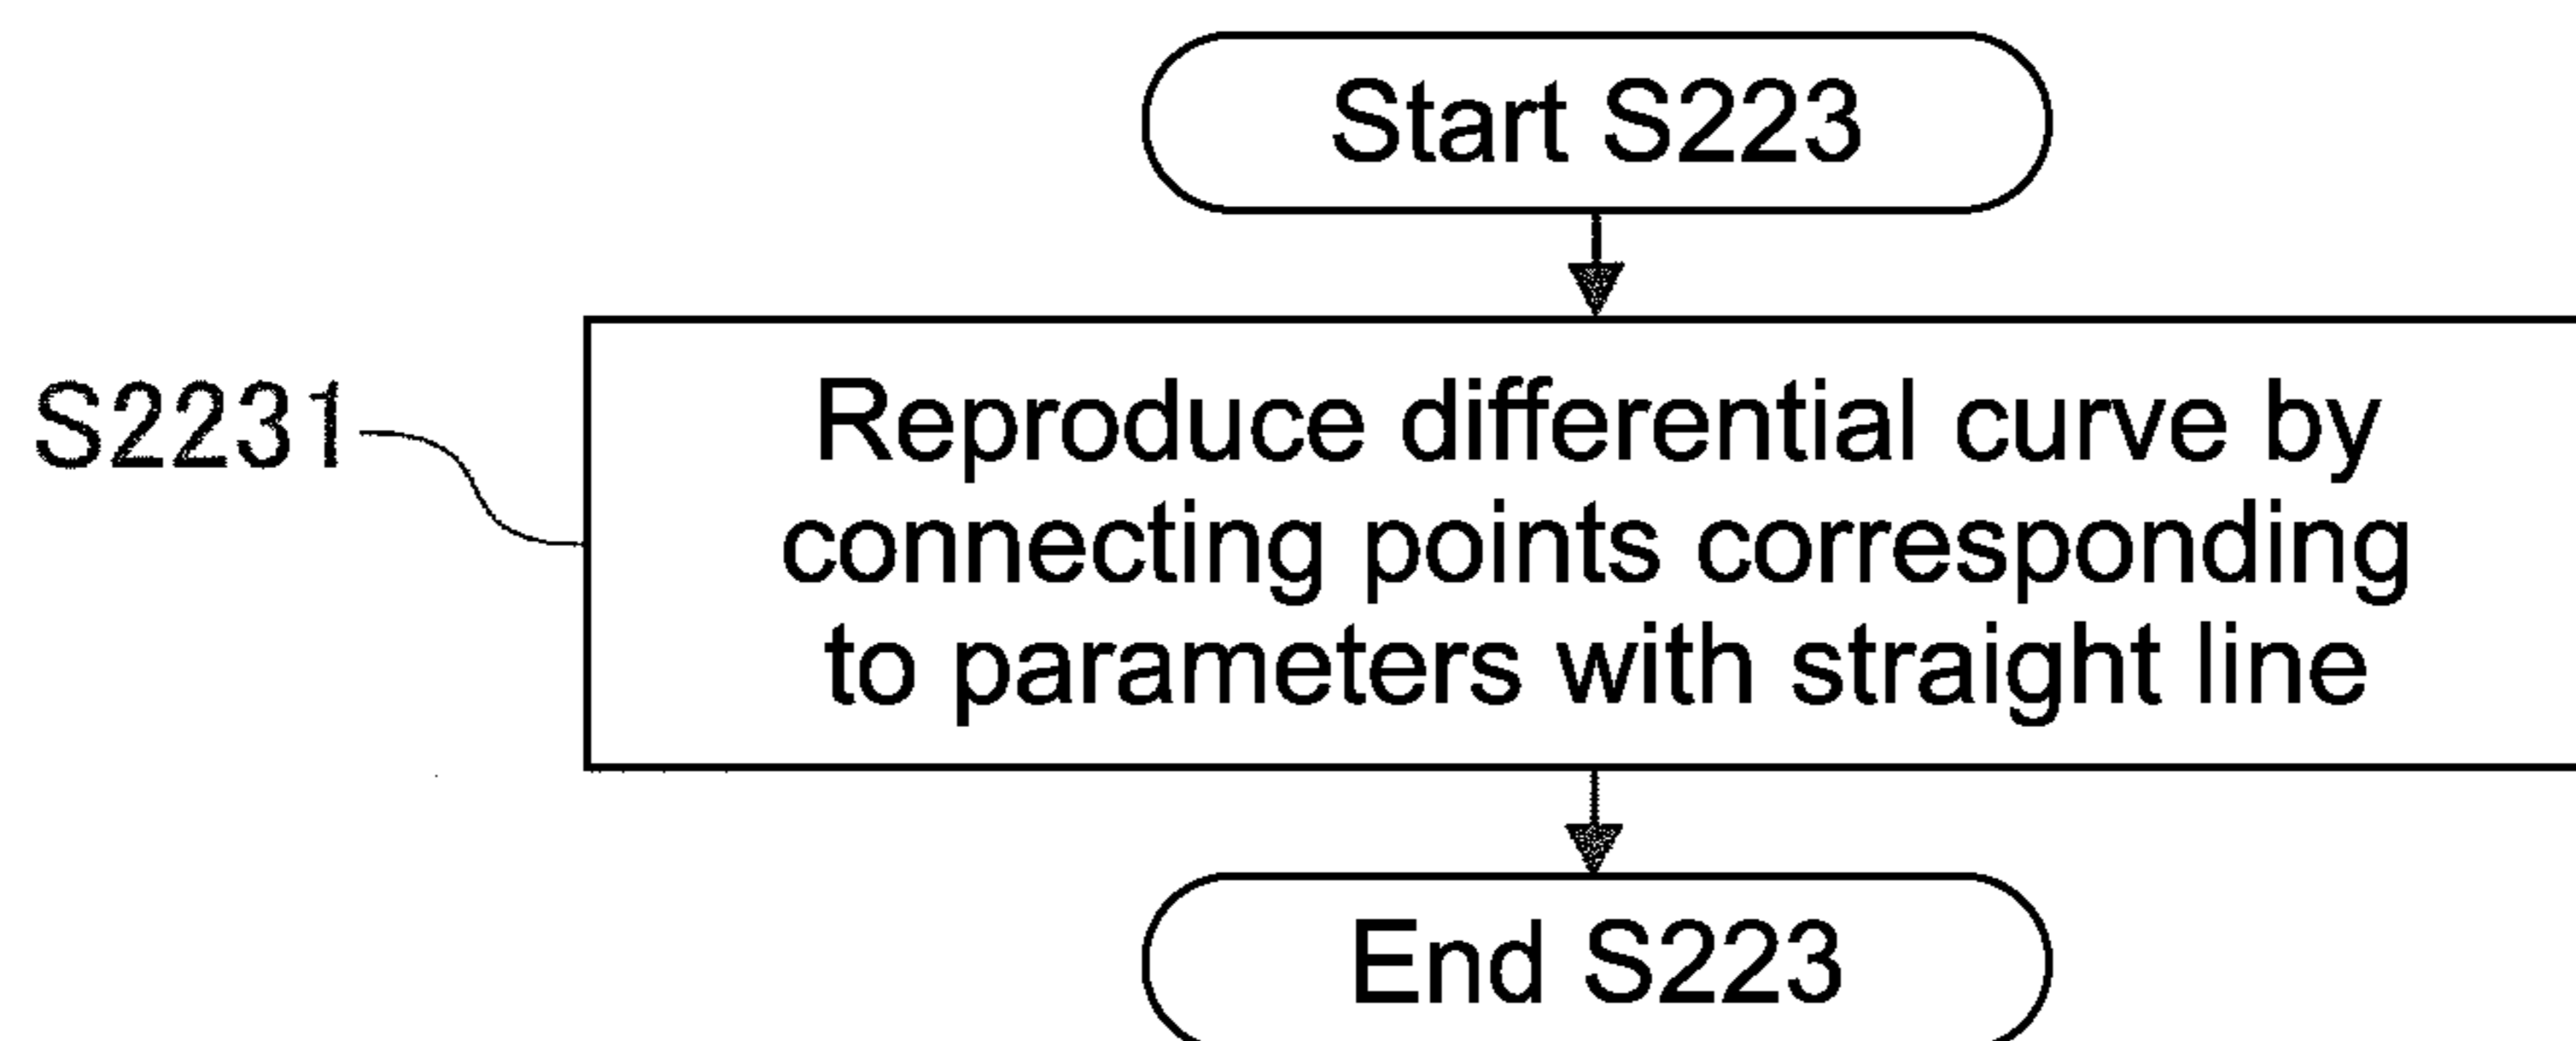 Start S223
S2231
Reproduce differential curve by
connecting points corresponding
to parameters with straight line
End S223